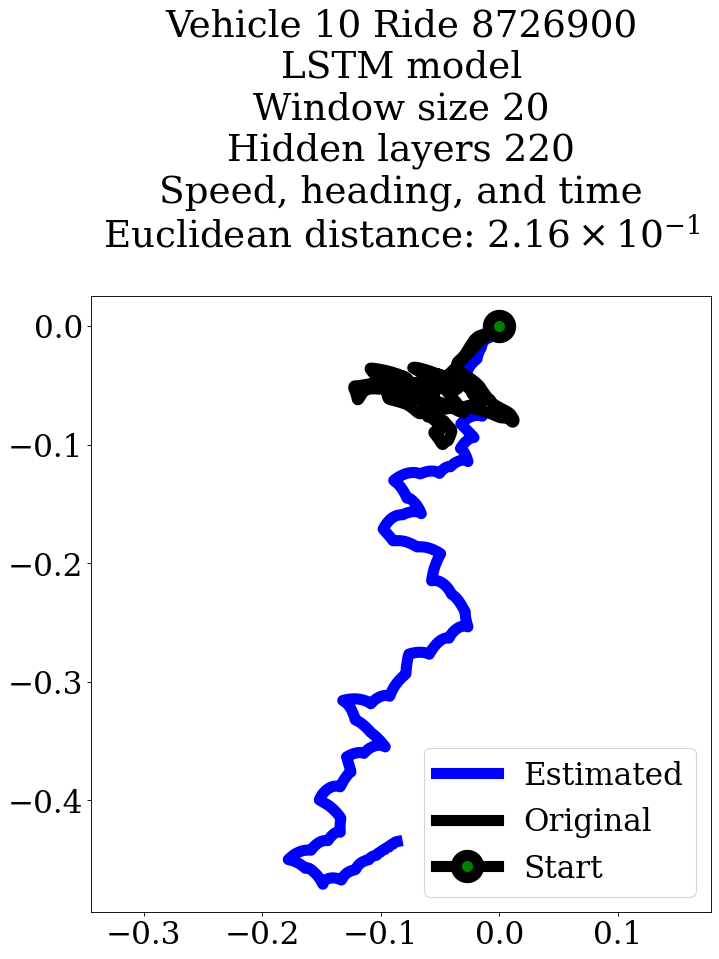 Vehicle 10 Ride 8726900
LSTM model
Window size 20
Hidden layers 220
Speed, heading, and time
Euclidean distance: 2.16 × 10⁻¹
0.0
−0.1
−0.2
−0.3
−0.4
Estimated
Original
Start
−0.3 −0.2 −0.1 0.0 0.1